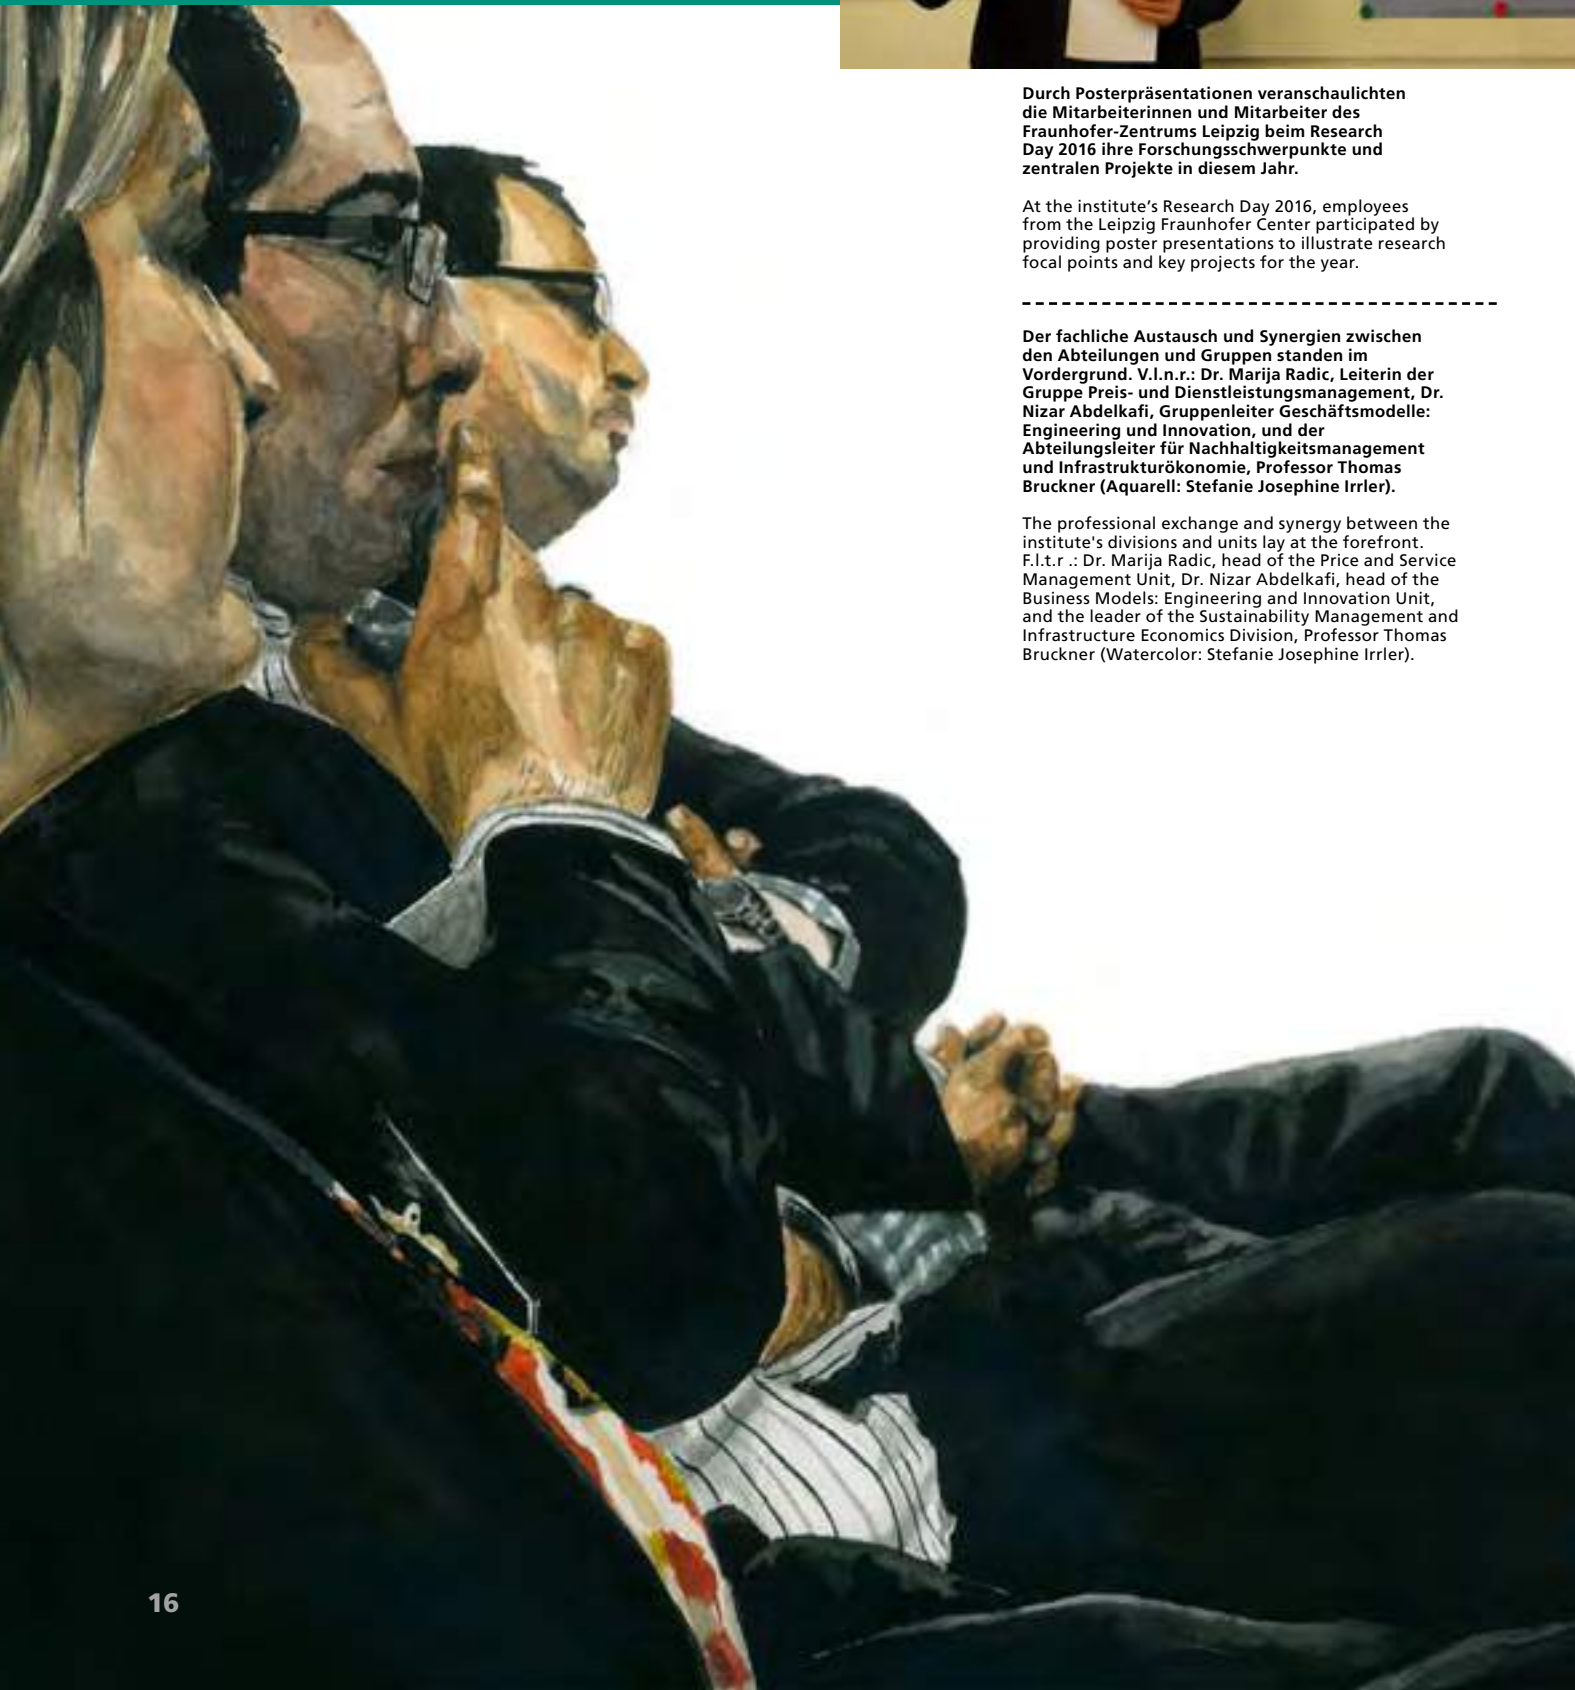 Durch Posterpräsentationen veranschaulichten
die Mitarbeiterinnen und Mitarbeiter des
Fraunhofer-Zentrums Leipzig beim Research
Day 2016 ihre Forschungsschwerpunkte und
zentralen Projekte in diesem Jahr.
At the institute’s Research Day 2016, employees
from the Leipzig Fraunhofer Center participated by
providing poster presentations to illustrate research
focal points and key projects for the year.
Der fachliche Austausch und Synergien zwischen
den Abteilungen und Gruppen standen im
Vordergrund. V.l.n.r.: Dr. Marija Radic, Leiterin der
Gruppe Preis- und Dienstleistungsmanagement, Dr.
Nizar Abdelkafi, Gruppenleiter Geschäftsmodelle:
Engineering und Innovation, und der
Abteilungsleiter für Nachhaltigkeitsmanagement
und Infrastrukturökonomie, Professor Thomas
Bruckner (Aquarell: Stefanie Josephine Irrler).
The professional exchange and synergy between the
institute's divisions and units lay at the forefront.
F.l.t.r .: Dr. Marija Radic, head of the Price and Service
Management Unit, Dr. Nizar Abdelkafi, head of the
Business Models: Engineering and Innovation Unit,
and the leader of the Sustainability Management and
Infrastructure Economics Division, Professor Thomas
Bruckner (Watercolor: Stefanie Josephine Irrler).
16